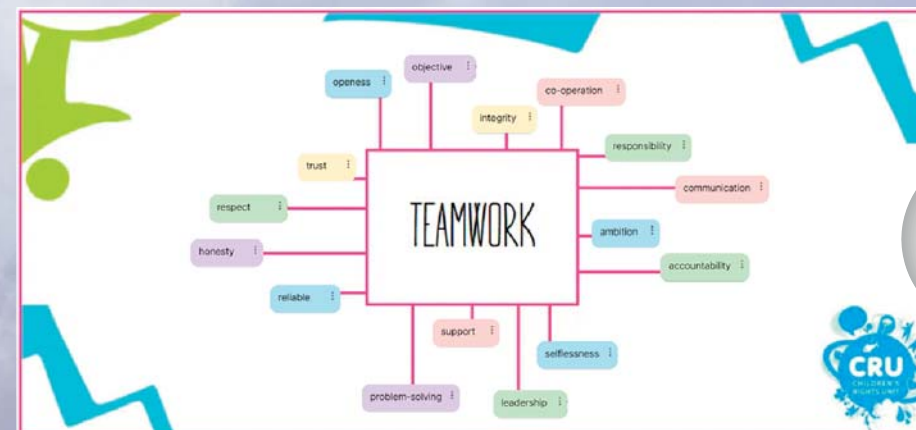 objective
openess
co-operation
integrity
responsibility
trust
communication
respect
TEAMWORK
ambition
honesty
accountability
reliable
support
selflessness
problem-solving
leadership
CRU
CHILDREN'S
RIGHTS UNIT